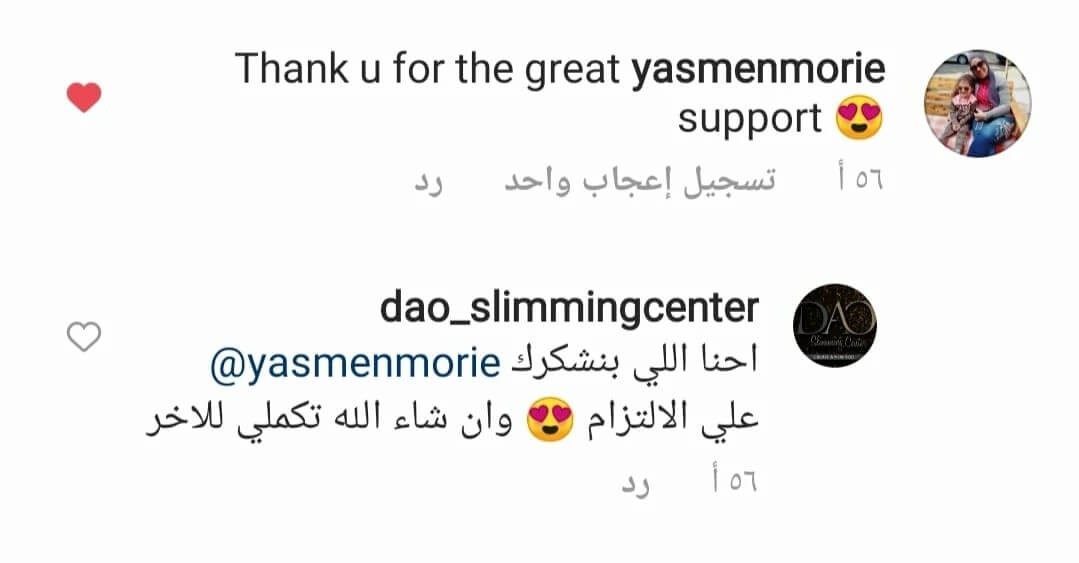 yasmenmorie Thank u for the great
support 😍
٥٦ أ تسجيل إعجاب واحد رد
dao_slimmingcenter
احنا اللي بنشكرك @yasmenmorie
علي الالتزام 😍 وان شاء الله تكملي للاخر
٥٦ أ رد
DAO
Slimming Center